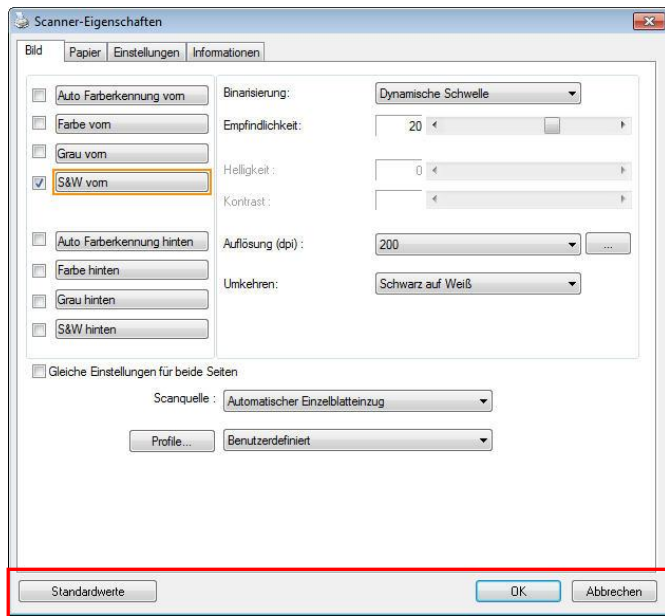 Scanner-Eigenschaften
Bild Papier Einstellungen Informationen
Auto Farberkennung vorn
Farbe vorn
Grau vorn
S&W vorn
Auto Farberkennung hinten
Farbe hinten
Grau hinten
S&W hinten
Binarisierung: Dynamische Schwelle
Empfindlichkeit: 20
Helligkeit : 0
Kontrast :
Auflösung (dpi) : 200 ...
Umkehren: Schwarz auf Weiß
Gleiche Einstellungen für beide Seiten
Scanquelle : Automatischer Einzelblatteinzug
Profile... Benutzerdefiniert
Standardwerte OK Abbrechen